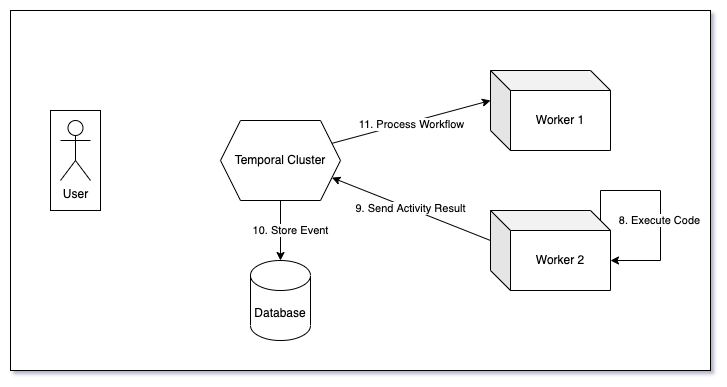 Worker 1
11. Process Workflow
Temporal Cluster
User
9. Send Activity Result
8. Execute Code
10. Store Event
Worker 2
Database